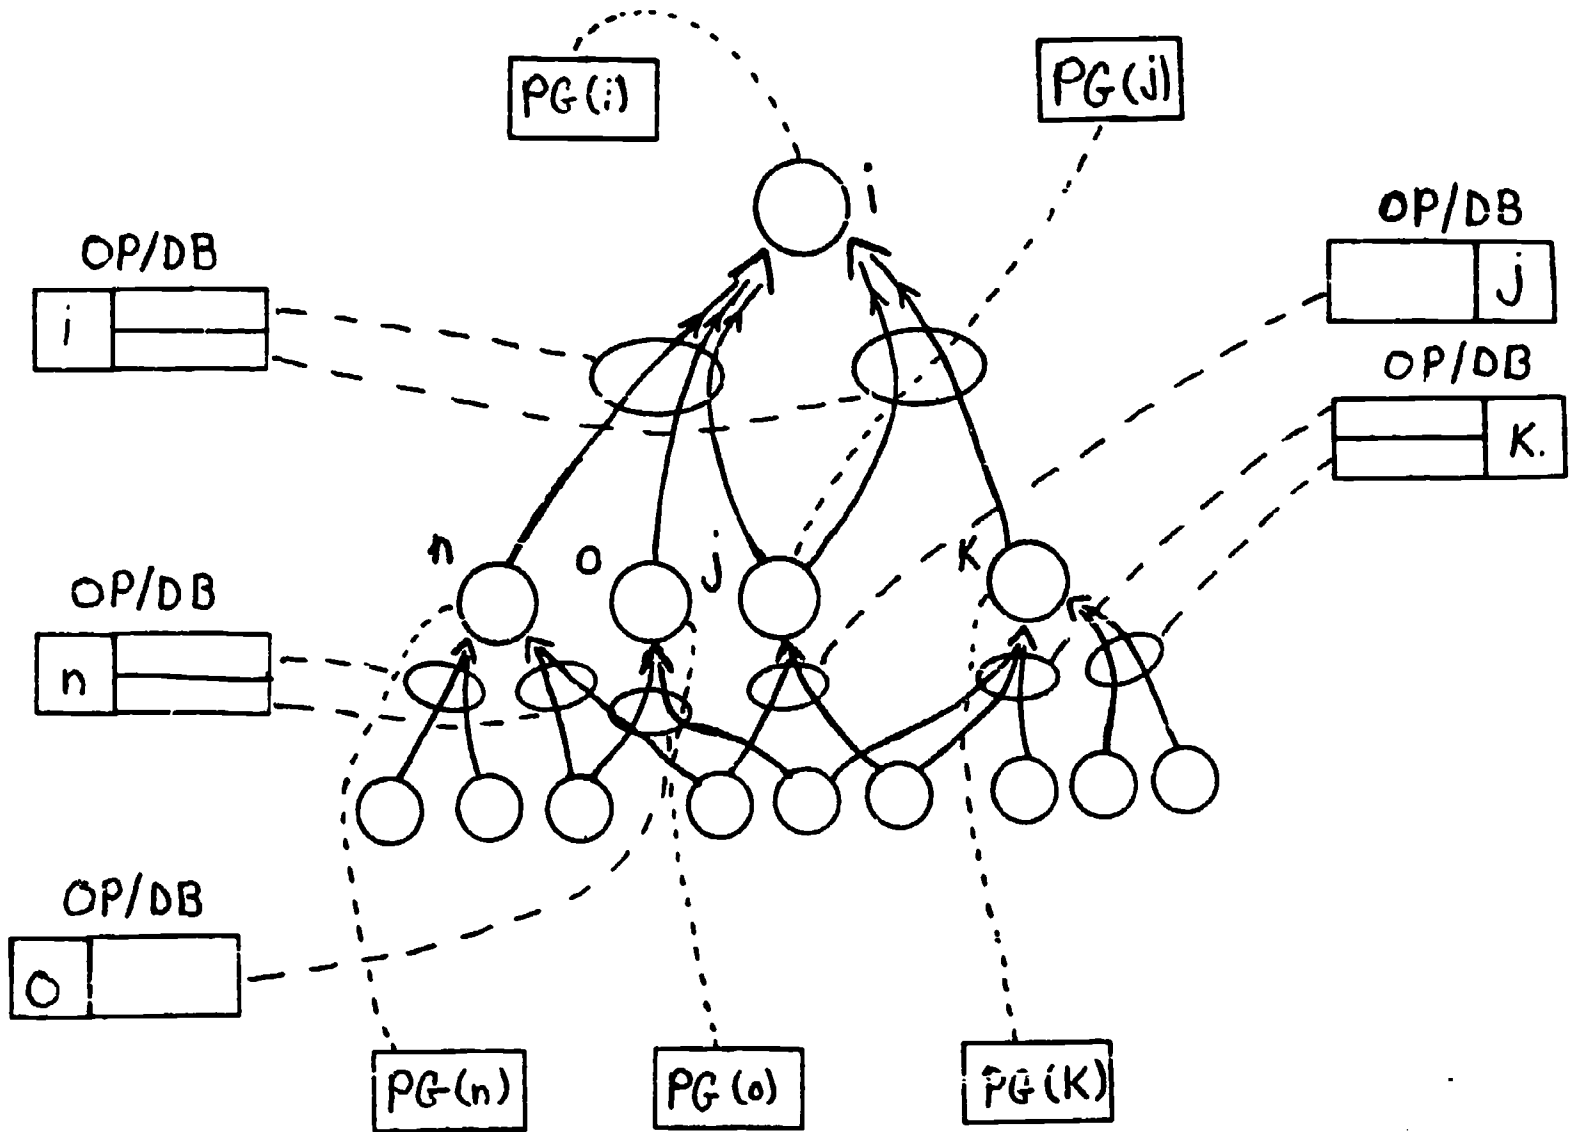 PG(i)
PG(j)
i
OP/DB
i
OP/DB
j
OP/DB
K.
n
o
j
K
OP/DB
n
OP/DB
O
PG(n)
PG(o)
PG(K)